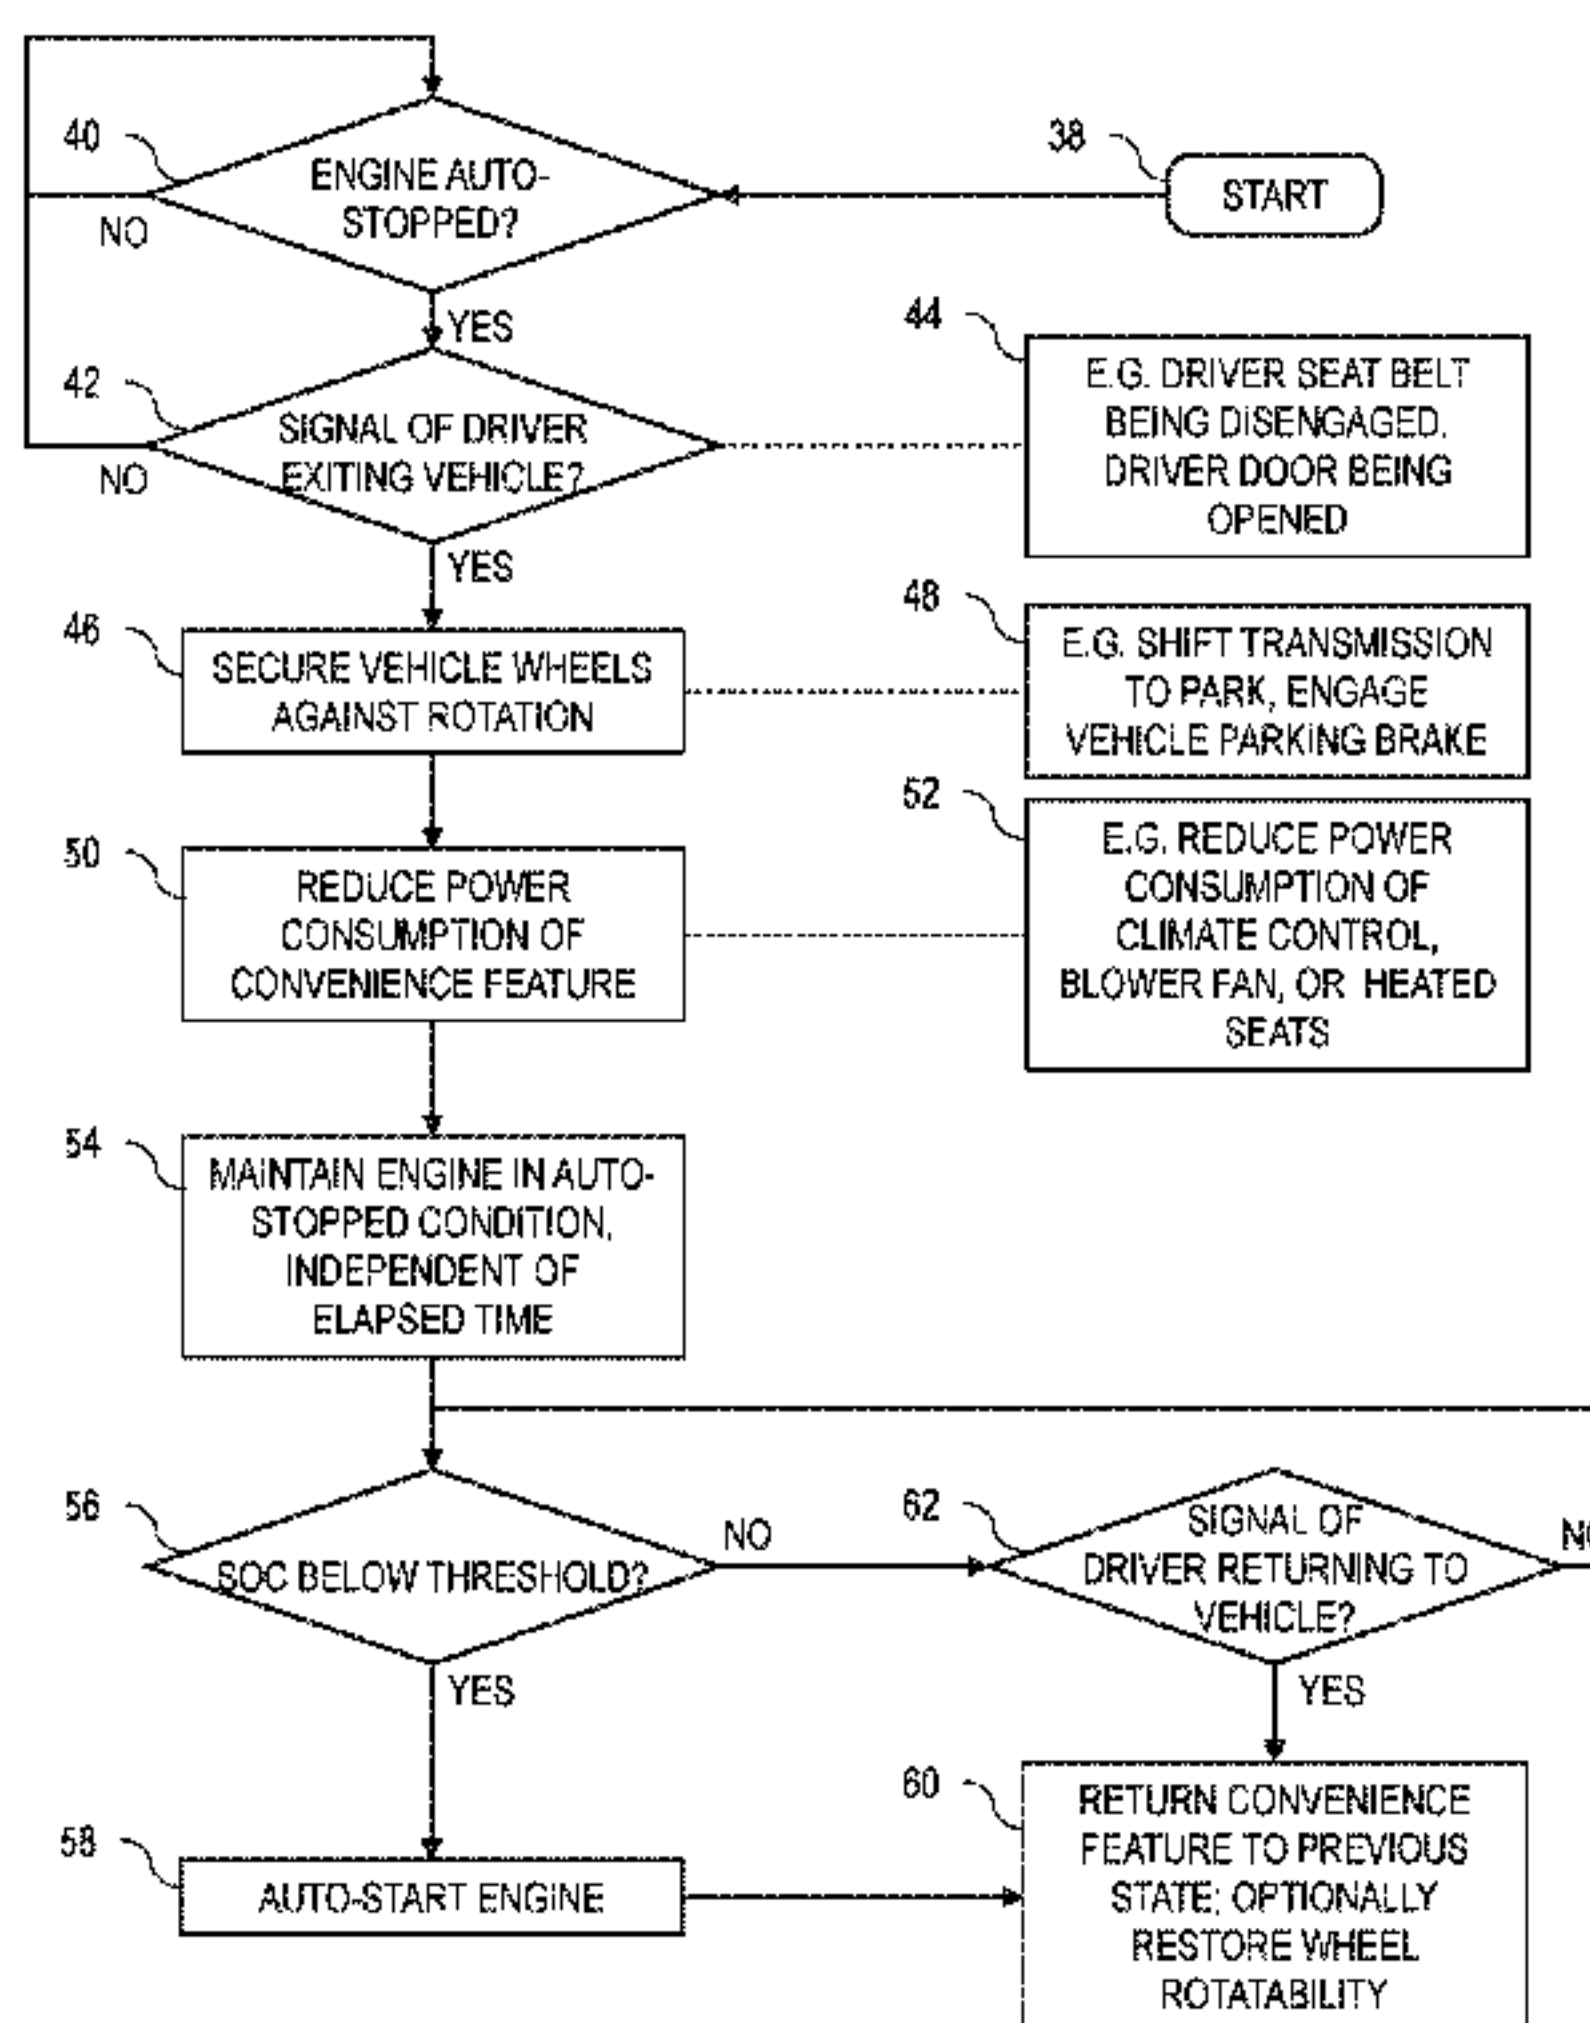 40
ENGINE AUTO-
STOPPED?
NO
38
START
YES
42
SIGNAL OF DRIVER
EXITING VEHICLE?
NO
44
E.G. DRIVER SEAT BELT
BEING DISENGAGED,
DRIVER DOOR BEING
OPENED
YES
46
SECURE VEHICLE WHEELS
AGAINST ROTATION
48
E.G. SHIFT TRANSMISSION
TO PARK, ENGAGE
VEHICLE PARKING BRAKE
50
REDUCE POWER
CONSUMPTION OF
CONVENIENCE FEATURE
52
E.G. REDUCE POWER
CONSUMPTION OF
CLIMATE CONTROL,
BLOWER FAN, OR HEATED
SEATS
54
MAINTAIN ENGINE IN AUTO-
STOPPED CONDITION,
INDEPENDENT OF
ELAPSED TIME
56
SOC BELOW THRESHOLD?
NO
62
SIGNAL OF
DRIVER RETURNING TO
VEHICLE?
NO
YES
YES
58
AUTO-START ENGINE
60
RETURN CONVENIENCE
FEATURE TO PREVIOUS
STATE; OPTIONALLY
RESTORE WHEEL
ROTATABILITY